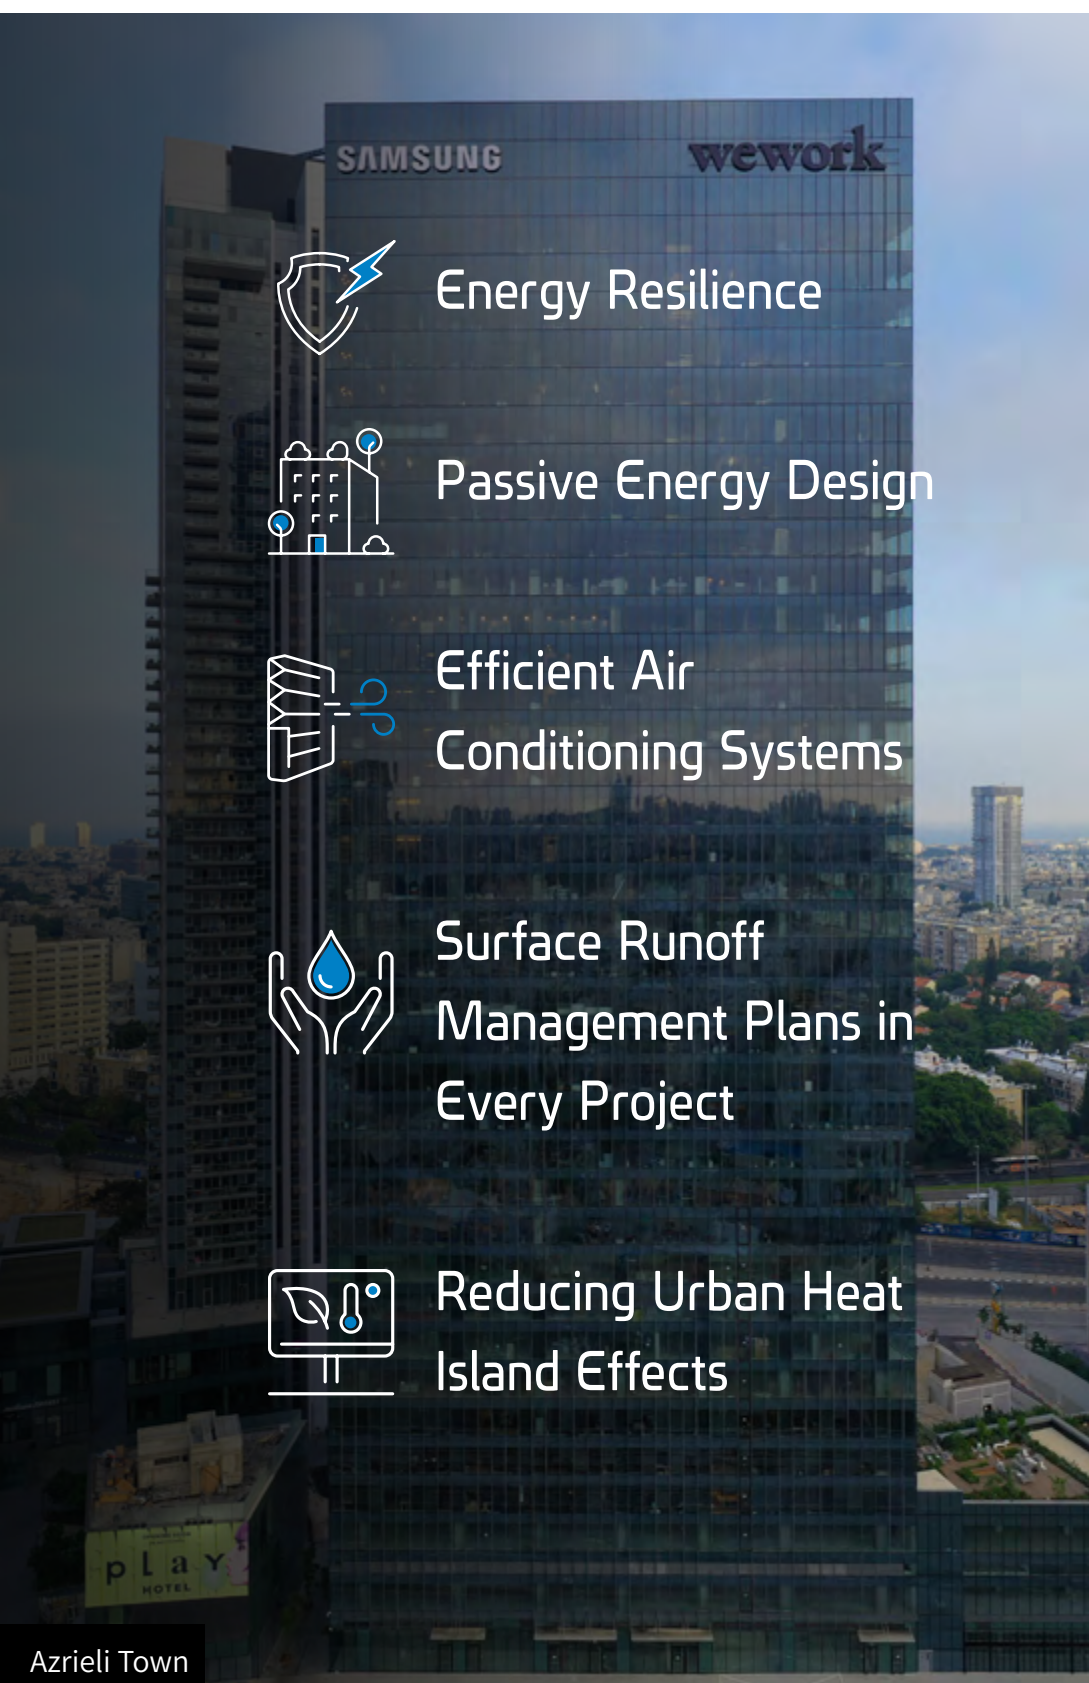 SAMSUNG
wework
Energy Resilience
Passive Energy Design
Efficient Air
Conditioning Systems
Surface Runoff
Management Plans in
Every Project
Reducing Urban Heat
Island Effects
play
HOTEL
Azrieli Town